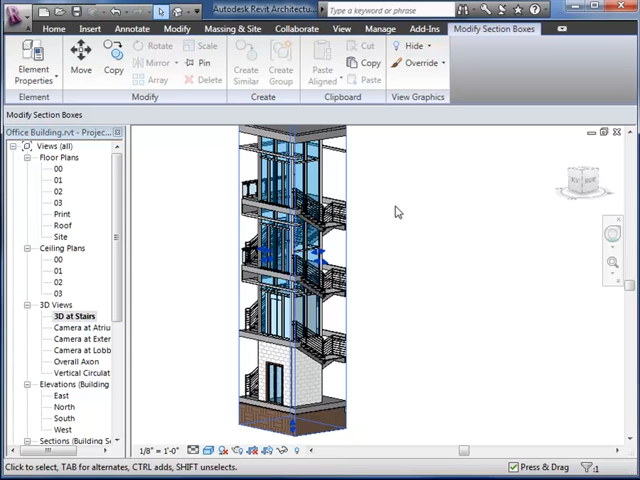 Autodesk Revit Architectu...
Type a keyword or phrase
Home Insert Annotate Modify Massing & Site Collaborate View Manage Add-Ins Modify Section Boxes
Element
Properties
Move
Copy
Rotate
Mirror
Array
Scale
Pin
Delete
Create
Similar
Create
Group
Paste
Aligned
Cut
Copy
Hide
Override
Element Modify Create Clipboard View Graphics
Modify Section Boxes
Office Building.rvt - Projec...
Views (all)
Floor Plans
00
01
02
03
Print
Roof
Site
Ceiling Plans
00
01
02
03
3D Views
3D at Stairs
Camera at Atriu
Camera at Exter
Camera at Lobb
Overall Axon
Vertical Circulat
Elevations (Building
East
North
South
West
Sections (Building
1/8" = 1'-0"
Click to select, TAB for alternates, CTRL adds, SHIFT unselects.
Press & Drag
:1